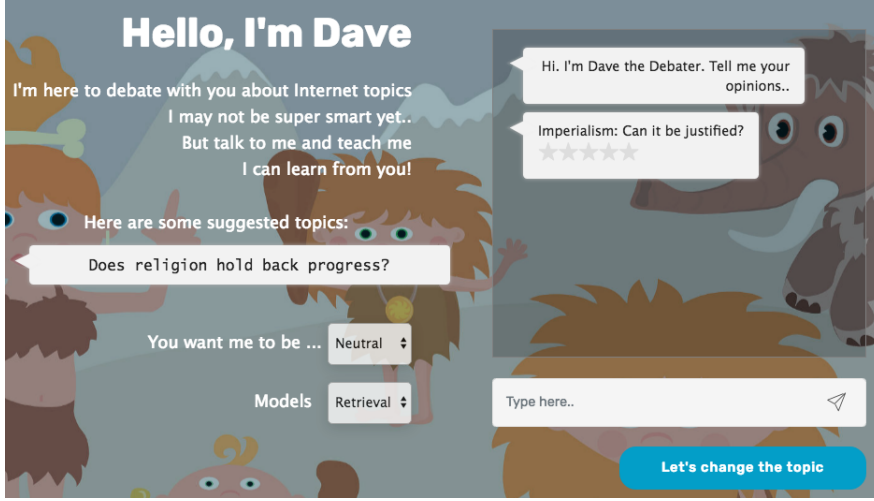 Hello, I'm Dave
I'm here to debate with you about Internet topics
I may not be super smart yet..
But talk to me and teach me
I can learn from you!
Here are some suggested topics:
Does religion hold back progress?
You want me to be ...
Neutral
Models
Retrieval
Hi. I'm Dave the Debater. Tell me your
opinions..
Imperialism: Can it be justified?
Type here..
Let's change the topic